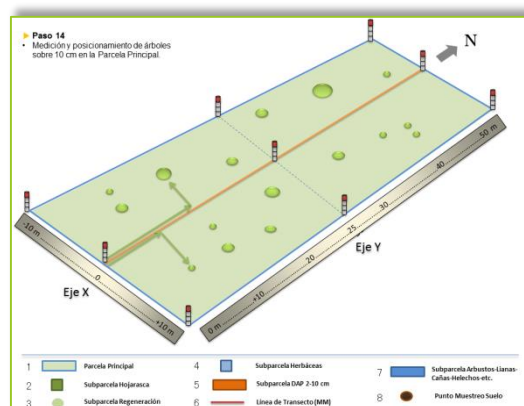 ▶ Paso 14
• Medición y posicionamiento de árboles
sobre 10 cm en la Parcela Principal.
N
-10 m
0
+10 m
Eje X
0 m
+10
20
25
30
40
50 m
Eje Y
1 Parcela Principal
2 Subparcela Hojarasca
3 Subparcela Regeneración
4 Subparcela Herbáceas
5 Subparcela DAP 2-10 cm
6 Linea de Transecto (MM)
7 Subparcela Arbustos-Lianas-
Cañas-Helechos-etc.
8 Punto Muestreo Suelo